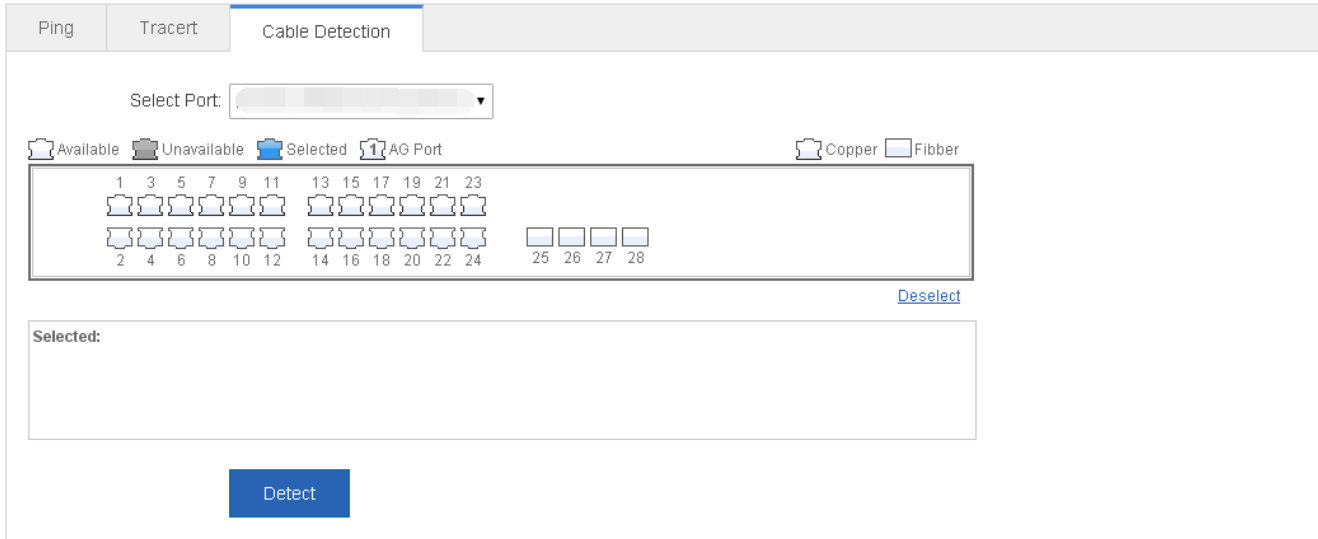 Ping Tracert Cable Detection
Select Port:
Available Unavailable Selected 1 AG Port Copper Fibber
1 3 5 7 9 11 13 15 17 19 21 23
2 4 6 8 10 12 14 16 18 20 22 24 25 26 27 28
Deselect
Selected:
Detect